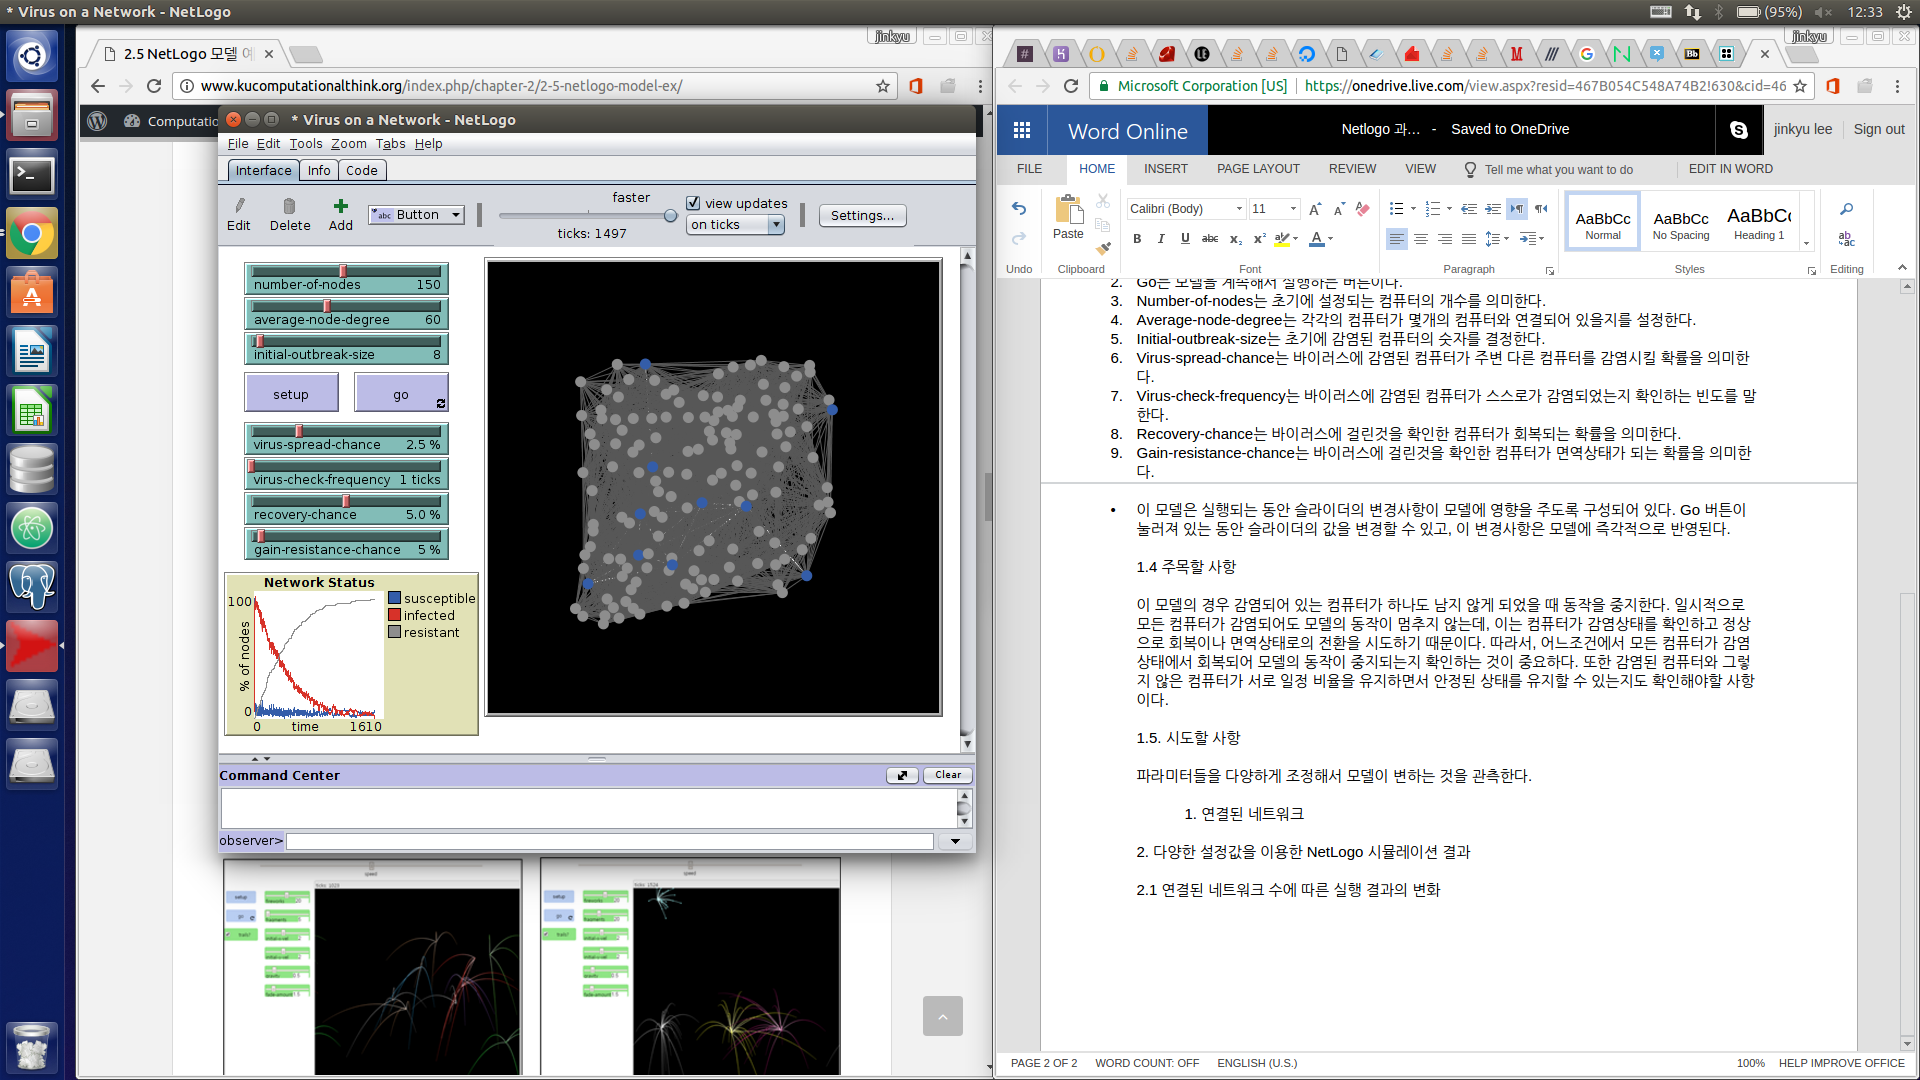 * Virus on a Network - NetLogo
(95%)
12:33
jinkyu
2.5 NetLogo 모델 예
www.kucomputationalthink.org/index.php/chapter-2/2-5-netlogo-model-ex/
Computatio
* Virus on a Network - NetLogo
File Edit Tools Zoom Tabs Help
Interface Info Code
Edit Delete Add
abc Button
faster
ticks: 1497
view updates
on ticks
Settings...
number-of-nodes 150
average-node-degree 60
initial-outbreak-size 8
setup go
virus-spread-chance 2.5 %
virus-check-frequency 1 ticks
recovery-chance 5.0 %
gain-resistance-chance 5 %
Network Status
100
% of nodes
0
0 time 1610
susceptible
infected
resistant
Command Center
Clear
observer>
speed
setup
go
speed
setup
go
jinkyu
Microsoft Corporation [US] https://onedrive.live.com/view.aspx?resid=467B054C548A74B2!630&cid=46
Word Online
Netlogo 과... - Saved to OneDrive
jinkyu lee Sign out
FILE HOME INSERT PAGE LAYOUT REVIEW VIEW Tell me what you want to do EDIT IN WORD
Paste
Calibri (Body) 11
B I U abc x₂ x²
AaBbCc Normal
AaBbCc No Spacing
AaBbCc Heading 1
Undo Clipboard Font Paragraph Styles Editing
2. Go는 모델을 계속해서 실행하는 버튼이다.
3. Number-of-nodes는 초기에 설정되는 컴퓨터의 개수를 의미한다.
4. Average-node-degree는 각각의 컴퓨터가 몇개의 컴퓨터와 연결되어 있을지를 설정한다.
5. Initial-outbreak-size는 초기에 감염된 컴퓨터의 숫자를 결정한다.
6. Virus-spread-chance는 바이러스에 감염된 컴퓨터가 주변 다른 컴퓨터를 감염시킬 확률을 의미한
다.
7. Virus-check-frequency는 바이러스에 감염된 컴퓨터가 스스로가 감염되었는지 확인하는 빈도를 말
한다.
8. Recovery-chance는 바이러스에 걸린것을 확인한 컴퓨터가 회복되는 확률을 의미한다.
9. Gain-resistance-chance는 바이러스에 걸린것을 확인한 컴퓨터가 면역상태가 되는 확률을 의미한
다.
• 이 모델은 실행되는 동안 슬라이더의 변경사항이 모델에 영향을 주도록 구성되어 있다. Go 버튼이
눌러져 있는 동안 슬라이더의 값을 변경할 수 있고, 이 변경사항은 모델에 즉각적으로 반영된다.
1.4 주목할 사항
이 모델의 경우 감염되어 있는 컴퓨터가 하나도 남지 않게 되었을 때 동작을 중지한다. 일시적으로
모든 컴퓨터가 감염되어도 모델의 동작이 멈추지 않는데, 이는 컴퓨터가 감염상태를 확인하고 정상
으로 회복이나 면역상태로의 전환을 시도하기 때문이다. 따라서, 어느조건에서 모든 컴퓨터가 감염
상태에서 회복되어 모델의 동작이 중지되는지 확인하는 것이 중요하다. 또한 감염된 컴퓨터와 그렇
지 않은 컴퓨터가 서로 일정 비율을 유지하면서 안정된 상태를 유지할 수 있는지도 확인해야할 사항
이다.
1.5. 시도할 사항
파라미터들을 다양하게 조정해서 모델이 변하는 것을 관측한다.
1. 연결된 네트워크
2. 다양한 설정값을 이용한 NetLogo 시뮬레이션 결과
2.1 연결된 네트워크 수에 따른 실행 결과의 변화
PAGE 2 OF 2 WORD COUNT: OFF ENGLISH (U.S.) 100% HELP IMPROVE OFFICE